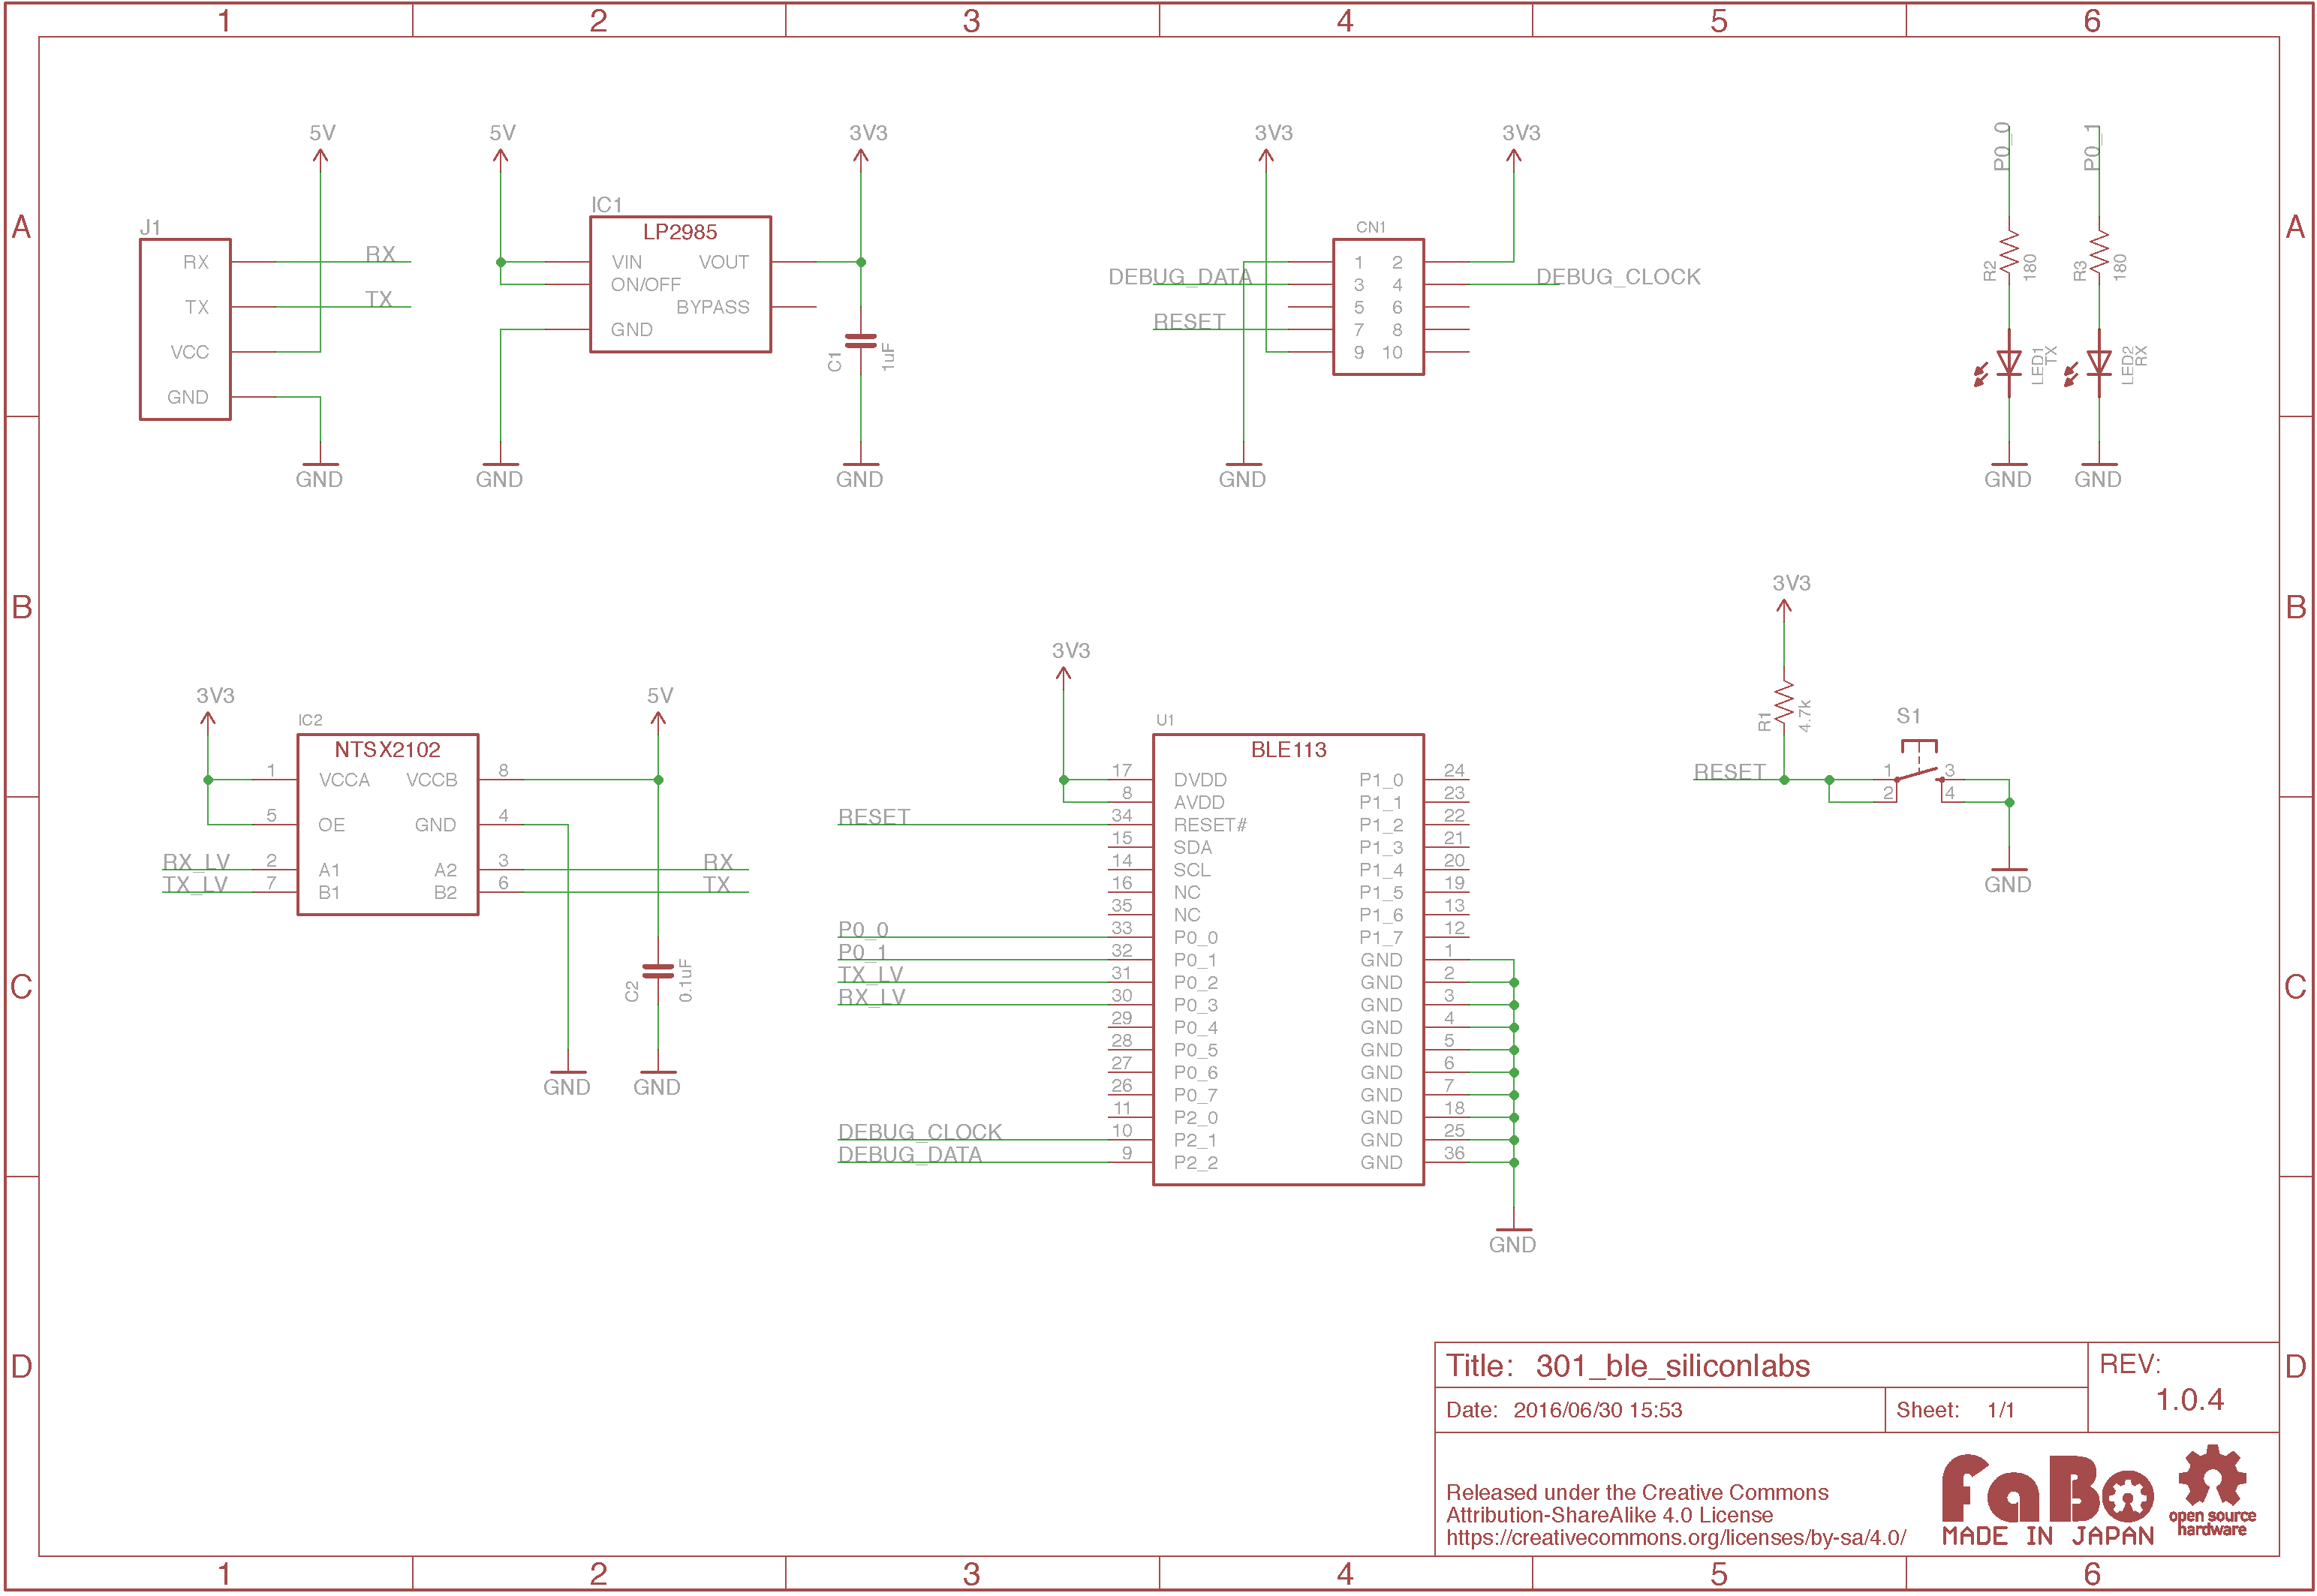 1 2 3 4 5 6
A
A
B
B
C
C
D
D
5V
J1
RX
TX
VCC
GND
RX
TX
GND
5V
IC1
LP2985
VIN
ON/OFF
GND
VOUT
BYPASS
GND
3V3
C1
1uF
GND
3V3
3V3
CN1
1 2
3 4
5 6
7 8
9 10
DEBUG_DATA
RESET
DEBUG_CLOCK
GND
P0_0
R2
180
LED1
TX
GND
P0_1
R3
180
LED2
RX
GND
3V3
5V
IC2
NTSX2102
1 VCCA VCCB 8
5 OE GND 4
RX_LV 2 A1 A2 3 RX
TX_LV 7 B1 B2 6 TX
C2
0.1uF
GND
GND
3V3
U1
BLE113
17 DVDD P1_0 24
8 AVDD P1_1 23
RESET 34 RESET# P1_2 22
15 SDA P1_3 21
14 SCL P1_4 20
16 NC P1_5 19
35 NC P1_6 13
P0_0 33 P0_0 P1_7 12
P0_1 32 P0_1 GND 1
TX_LV 31 P0_2 GND 2
RX_LV 30 P0_3 GND 3
29 P0_4 GND 4
28 P0_5 GND 5
27 P0_6 GND 6
26 P0_7 GND 7
11 P2_0 GND 18
DEBUG_CLOCK 10 P2_1 GND 25
DEBUG_DATA 9 P2_2 GND 36
GND
3V3
R1
4.7k
RESET
S1
1 3
2 4
GND
Title: 301_ble_siliconlabs
REV:
1.0.4
Date: 2016/06/30 15:53
Sheet: 1/1
Released under the Creative Commons
Attribution-ShareAlike 4.0 License
https://creativecommons.org/licenses/by-sa/4.0/
FaBo
MADE IN JAPAN
open source
hardware
1 2 3 4 5 6